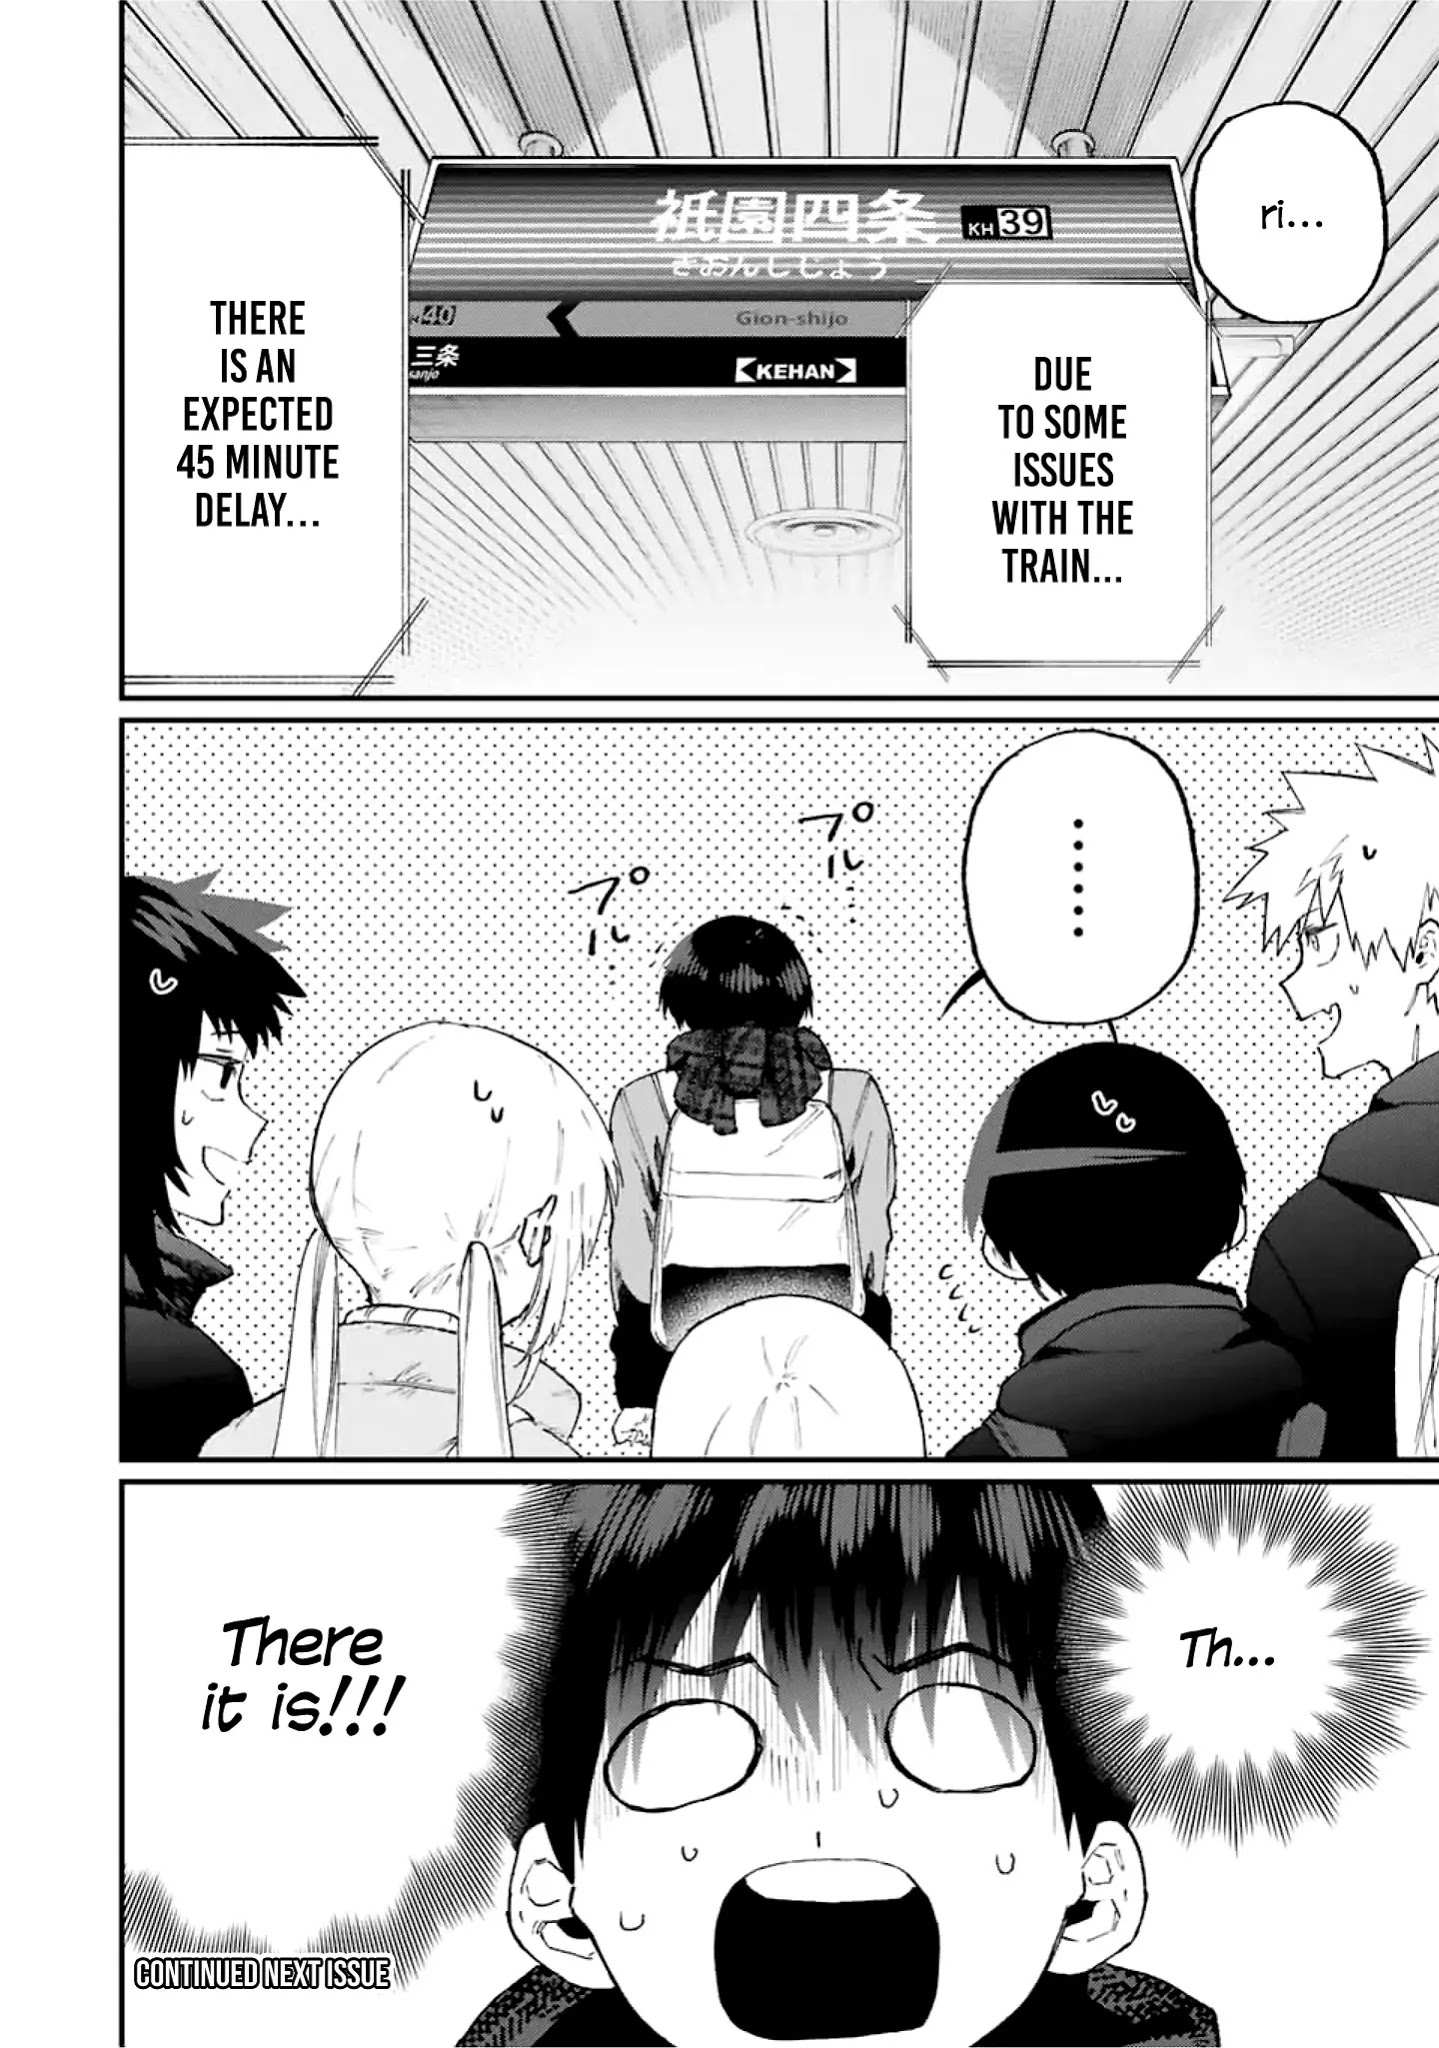 ri...
祇園四条
KH 39
ぎおんしじょう
40
Gion-shijo
三条
sanjo
KEHAN
DUE
TO SOME
ISSUES
WITH THE
TRAIN...
THERE
IS AN
EXPECTED
45 MINUTE
DELAY...
......
プル
プル
Th...
There
it is!!!
CONTINUED NEXT ISSUE